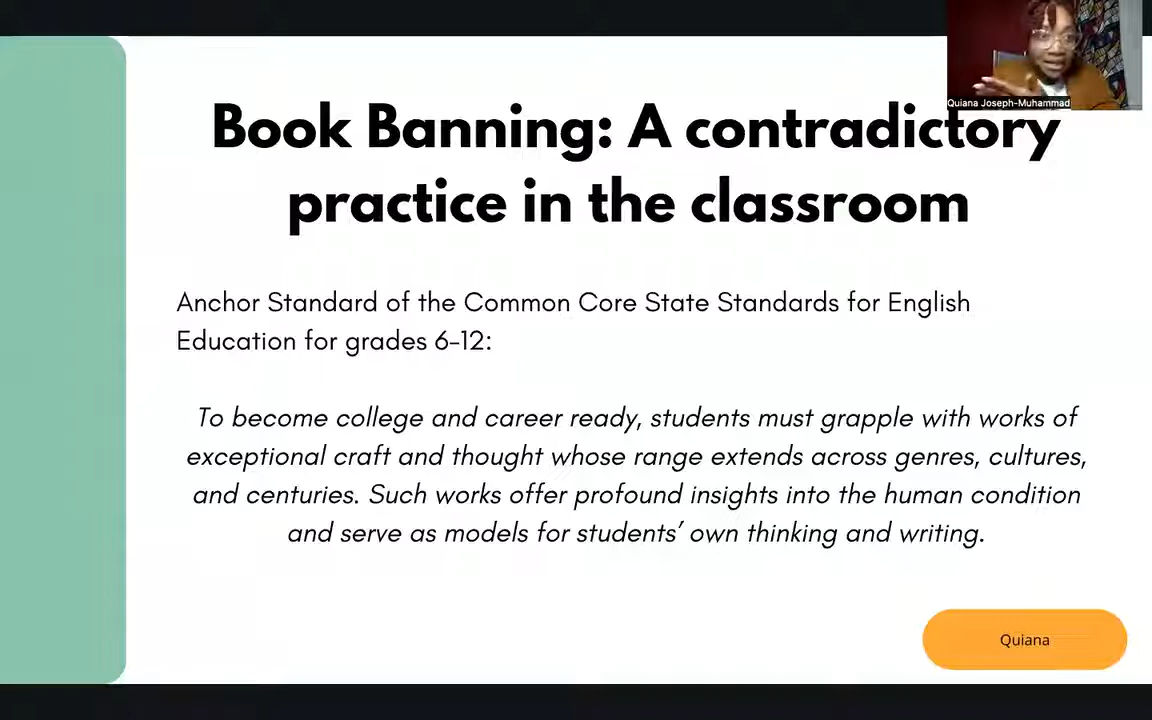 Quiana Joseph-Muhammad
Book Banning: A contradictory
practice in the classroom
Anchor Standard of the Common Core State Standards for English
Education for grades 6-12:
To become college and career ready, students must grapple with works of
exceptional craft and thought whose range extends across genres, cultures,
and centuries. Such works offer profound insights into the human condition
and serve as models for students’ own thinking and writing.
Quiana